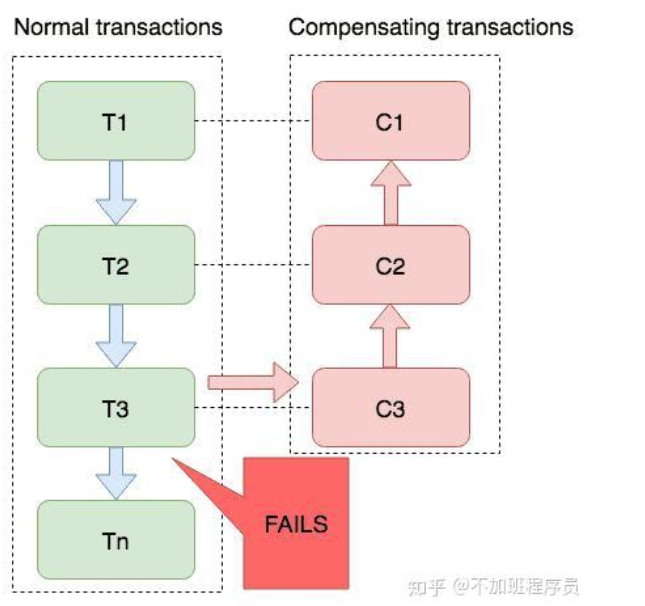 Normal transactions
Compensating transactions
T1
C1
T2
C2
T3
C3
FAILS
Tn
知乎 @不加班程序员